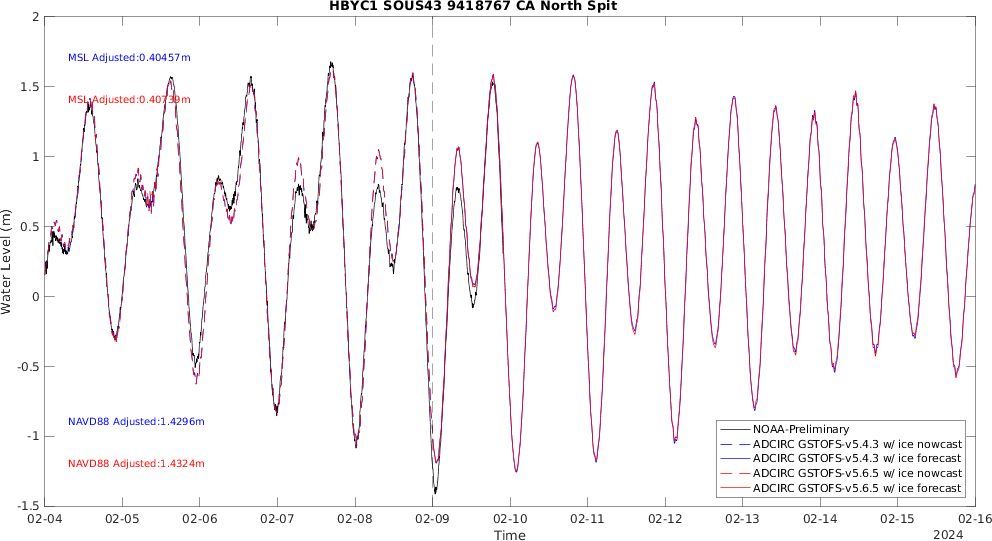 HBYC1 SOUS43 9418767 CA North Spit
2
1.5
1
0.5
0
-0.5
-1
-1.5
Water Level (m)
MSL Adjusted:0.40457m
MSL Adjusted:0.40739m
NAVD88 Adjusted:1.4296m
NAVD88 Adjusted:1.4324m
NOAA-Preliminary
ADCIRC GSTOFS-v5.4.3 w/ ice nowcast
ADCIRC GSTOFS-v5.4.3 w/ ice forecast
ADCIRC GSTOFS-v5.6.5 w/ ice nowcast
ADCIRC GSTOFS-v5.6.5 w/ ice forecast
02-04 02-05 02-06 02-07 02-08 02-09 02-10 02-11 02-12 02-13 02-14 02-15 02-16
Time
2024